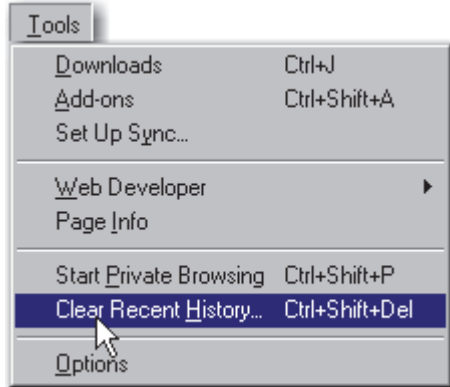 Tools
Downloads Ctrl+J
Add-ons Ctrl+Shift+A
Set Up Sync...
Web Developer
Page Info
Start Private Browsing Ctrl+Shift+P
Clear Recent History... Ctrl+Shift+Del
Options